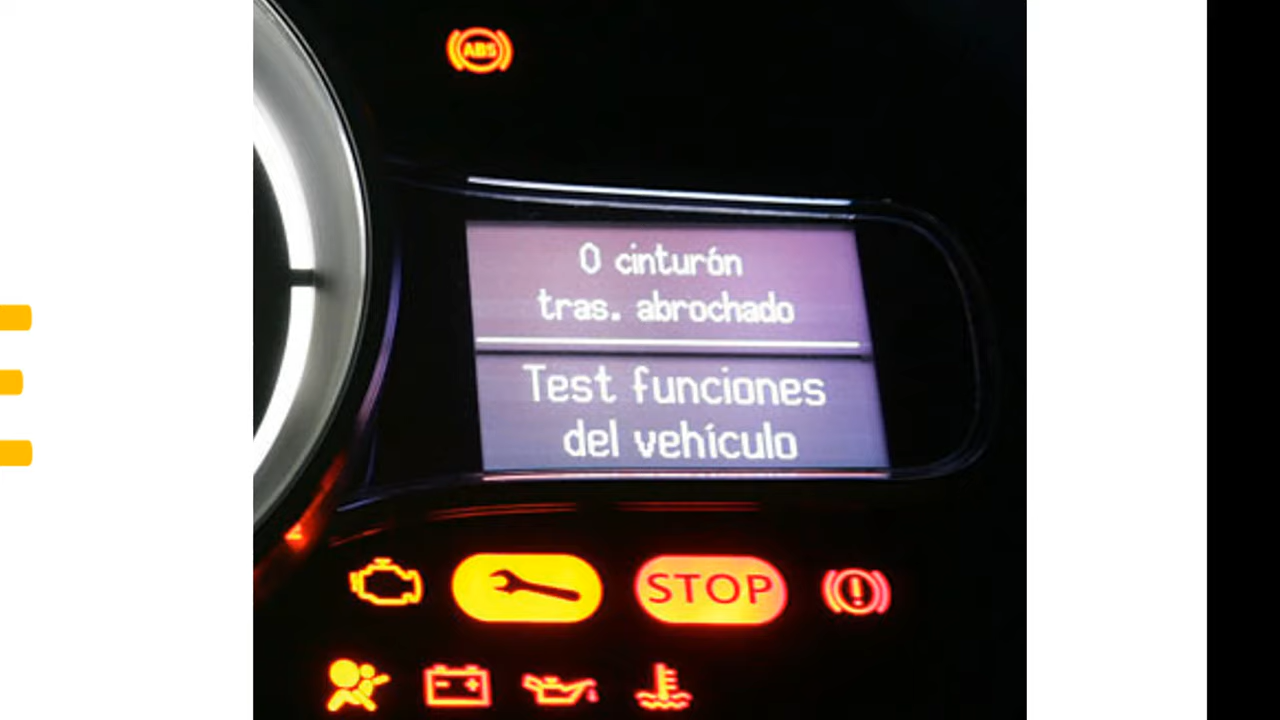 ABS
0 cinturón
tras. abrochado
Test funciones
del vehículo
STOP